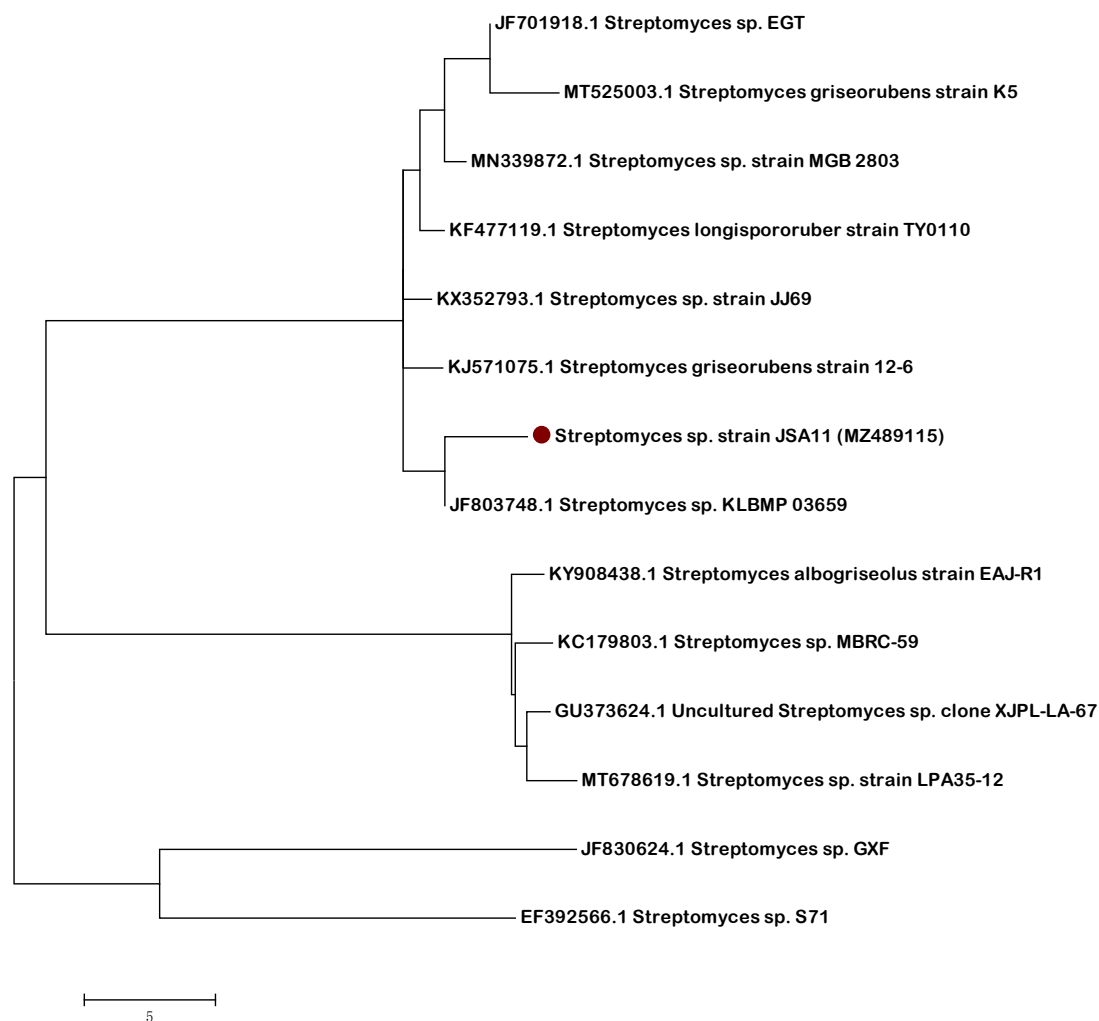 JF701918.1 Streptomyces sp. EGT
MT525003.1 Streptomyces griseorubens strain K5
MN339872.1 Streptomyces sp. strain MGB 2803
KF477119.1 Streptomyces longispororuber strain TY0110
KX352793.1 Streptomyces sp. strain JJ69
KJ571075.1 Streptomyces griseorubens strain 12-6
Streptomyces sp. strain JSA11 (MZ489115)
JF803748.1 Streptomyces sp. KLBMP 03659
KY908438.1 Streptomyces albogriseolus strain EAJ-R1
KC179803.1 Streptomyces sp. MBRC-59
GU373624.1 Uncultured Streptomyces sp. clone XJPL-LA-67
MT678619.1 Streptomyces sp. strain LPA35-12
JF830624.1 Streptomyces sp. GXF
EF392566.1 Streptomyces sp. S71
5